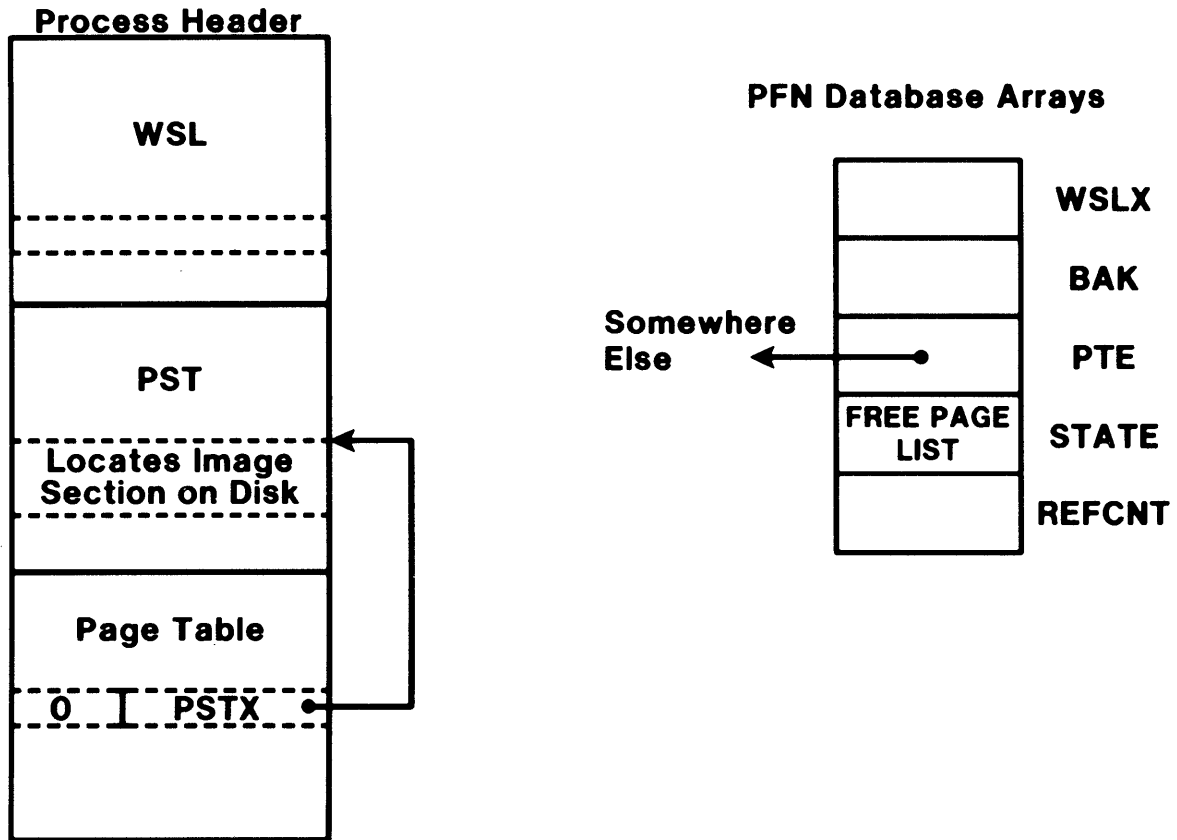 Process Header
WSL
PST
Locates Image
Section on Disk
Page Table
0 PSTX
PFN Database Arrays
WSLX
BAK
Somewhere
Else
PTE
FREE PAGE
LIST
STATE
REFCNT